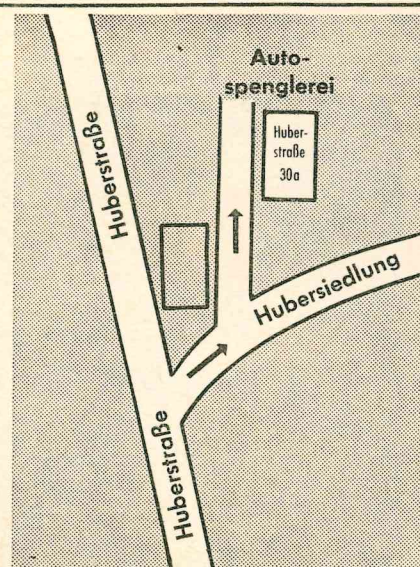 Auto-
spenglerei
Huber-
straße
30a
Huberstraße
Hubersiedlung
Huberstraße